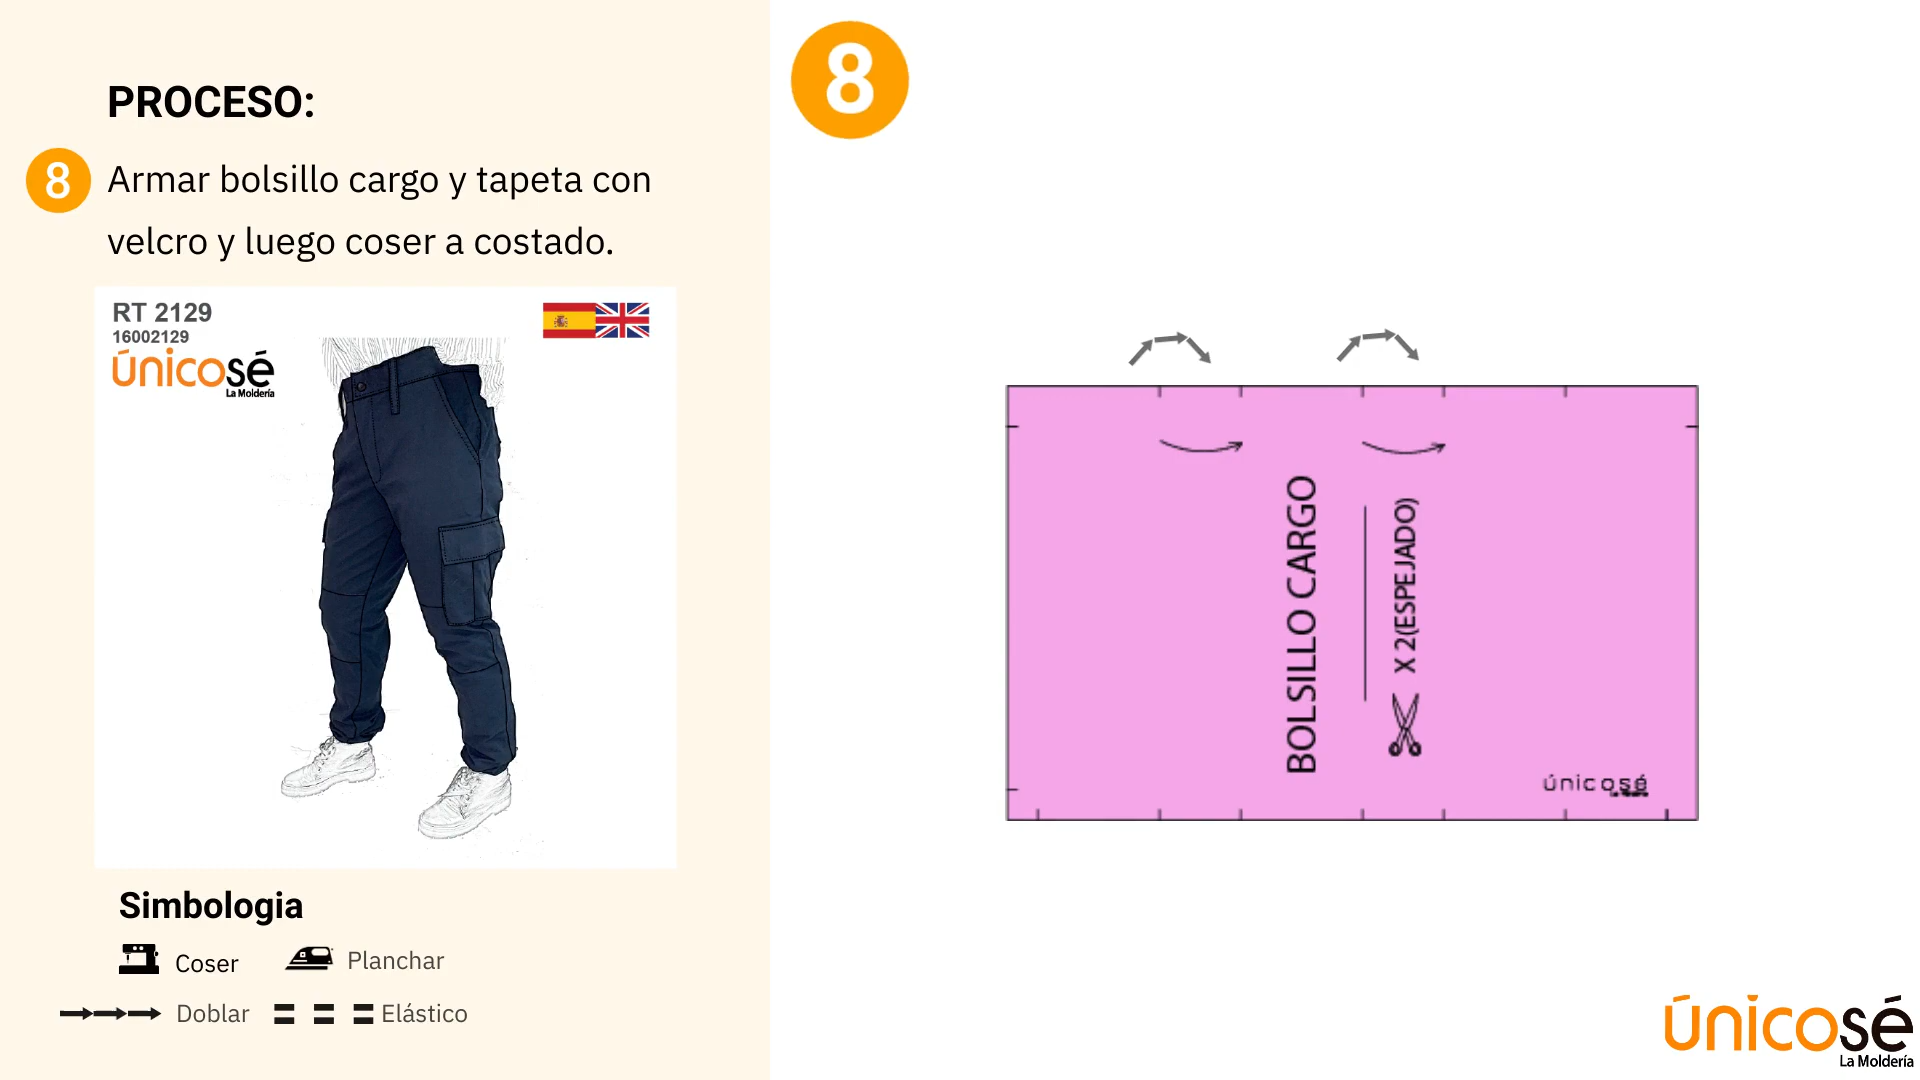 PROCESO:
8 Armar bolsillo cargo y tapeta con
velcro y luego coser a costado.
RT 2129
16002129
únicosé
La Moldería
Simbologia
Coser
Planchar
Doblar
Elástico
8
BOLSILLO CARGO
X 2(ESPEJADO)
únicosé
únicosé
La Moldería